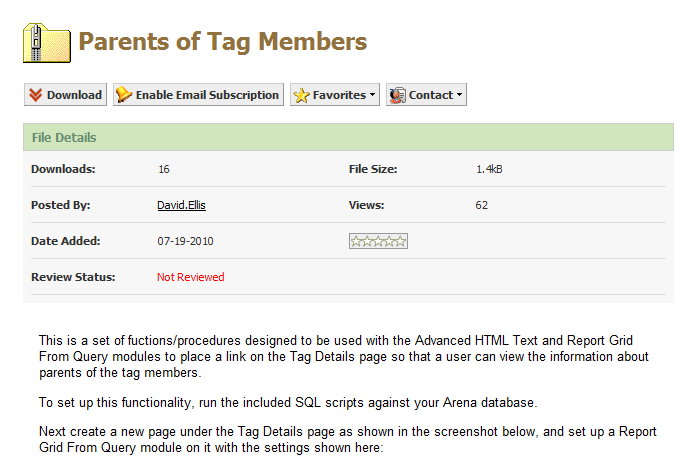 Parents of Tag Members
Download Enable Email Subscription Favorites Contact
File Details
Downloads: 16 File Size: 1.4kB
Posted By: David.Ellis Views: 62
Date Added: 07-19-2010
Review Status: Not Reviewed
This is a set of fuctions/procedures designed to be used with the Advanced HTML Text and Report Grid
From Query modules to place a link on the Tag Details page so that a user can view the information about
parents of the tag members.
To set up this functionality, run the included SQL scripts against your Arena database.
Next create a new page under the Tag Details page as shown in the screenshot below, and set up a Report
Grid From Query module on it with the settings shown here: